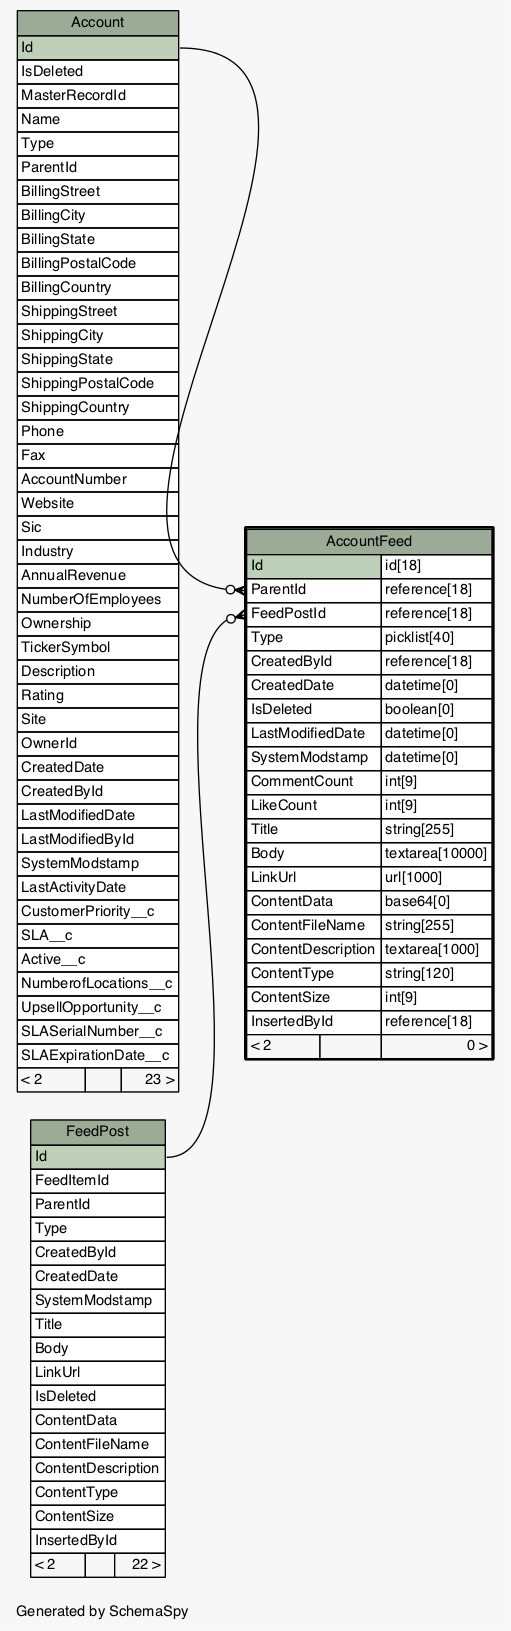 Account
Id
IsDeleted
MasterRecordId
Name
Type
ParentId
BillingStreet
BillingCity
BillingState
BillingPostalCode
BillingCountry
ShippingStreet
ShippingCity
ShippingState
ShippingPostalCode
ShippingCountry
Phone
Fax
AccountNumber
Website
Sic
Industry
AnnualRevenue
NumberOfEmployees
Ownership
TickerSymbol
Description
Rating
Site
OwnerId
CreatedDate
CreatedById
LastModifiedDate
LastModifiedById
SystemModstamp
LastActivityDate
CustomerPriority__c
SLA__c
Active__c
NumberofLocations__c
UpsellOpportunity__c
SLASerialNumber__c
SLAExpirationDate__c
< 2 23 >
AccountFeed
Id id[18]
ParentId reference[18]
FeedPostId reference[18]
Type picklist[40]
CreatedById reference[18]
CreatedDate datetime[0]
IsDeleted boolean[0]
LastModifiedDate datetime[0]
SystemModstamp datetime[0]
CommentCount int[9]
LikeCount int[9]
Title string[255]
Body textarea[10000]
LinkUrl url[1000]
ContentData base64[0]
ContentFileName string[255]
ContentDescription textarea[1000]
ContentType string[120]
ContentSize int[9]
InsertedById reference[18]
< 2 0 >
FeedPost
Id
FeedItemId
ParentId
Type
CreatedById
CreatedDate
SystemModstamp
Title
Body
LinkUrl
IsDeleted
ContentData
ContentFileName
ContentDescription
ContentType
ContentSize
InsertedById
< 2 22 >
Generated by SchemaSpy